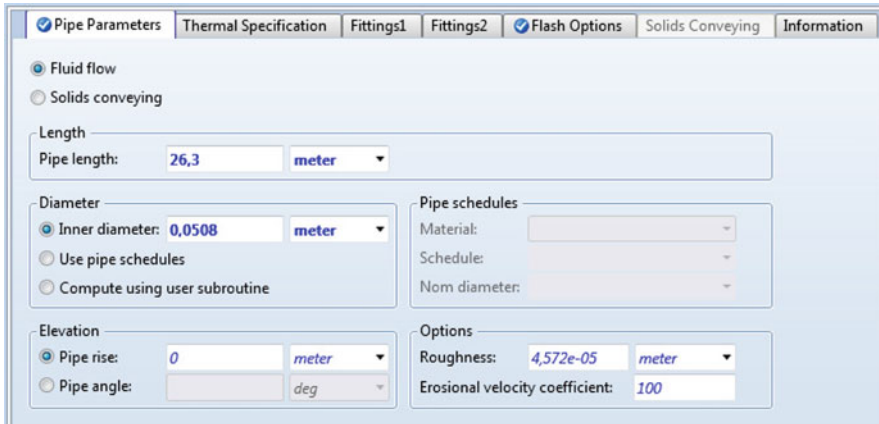 Pipe Parameters Thermal Specification Fittings1 Fittings2 Flash Options Solids Conveying Information
Fluid flow
Solids conveying
Length
Pipe length: 26,3 meter
Diameter
Inner diameter: 0,0508 meter
Use pipe schedules
Compute using user subroutine
Pipe schedules
Material:
Schedule:
Nom diameter:
Elevation
Pipe rise: 0 meter
Pipe angle: deg
Options
Roughness: 4,572e-05 meter
Erosional velocity coefficient: 100